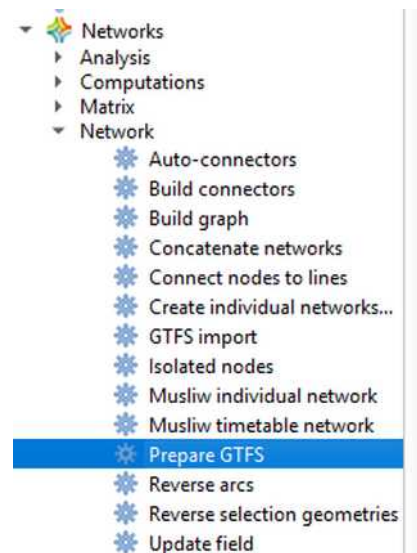 Networks
Analysis
Computations
Matrix
Network
Auto-connectors
Build connectors
Build graph
Concatenate networks
Connect nodes to lines
Create individual networks...
GTFS import
Isolated nodes
Musliw individual network
Musliw timetable network
Prepare GTFS
Reverse arcs
Reverse selection geometries
Update field